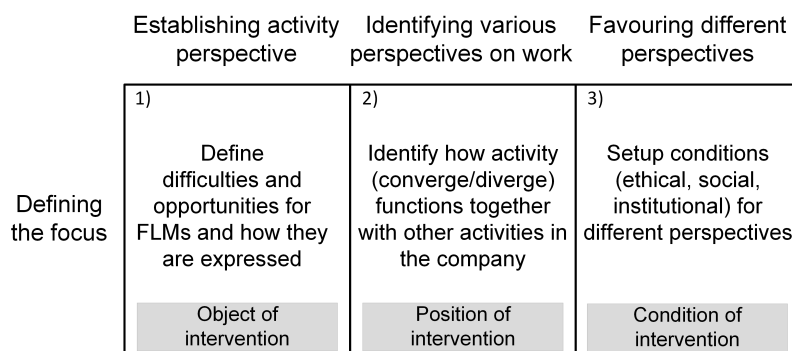 Establishing activity
perspective
Identifying various
perspectives on work
Favouring different
perspectives
Defining
the focus
1)
Define
difficulties and
opportunities for
FLMs and how they
are expressed
Object of
intervention
2)
Identify how activity
(converge/diverge)
functions together
with other activities in
the company
Position of
intervention
3)
Setup conditions
(ethical, social,
institutional) for
different perspectives
Condition of
intervention